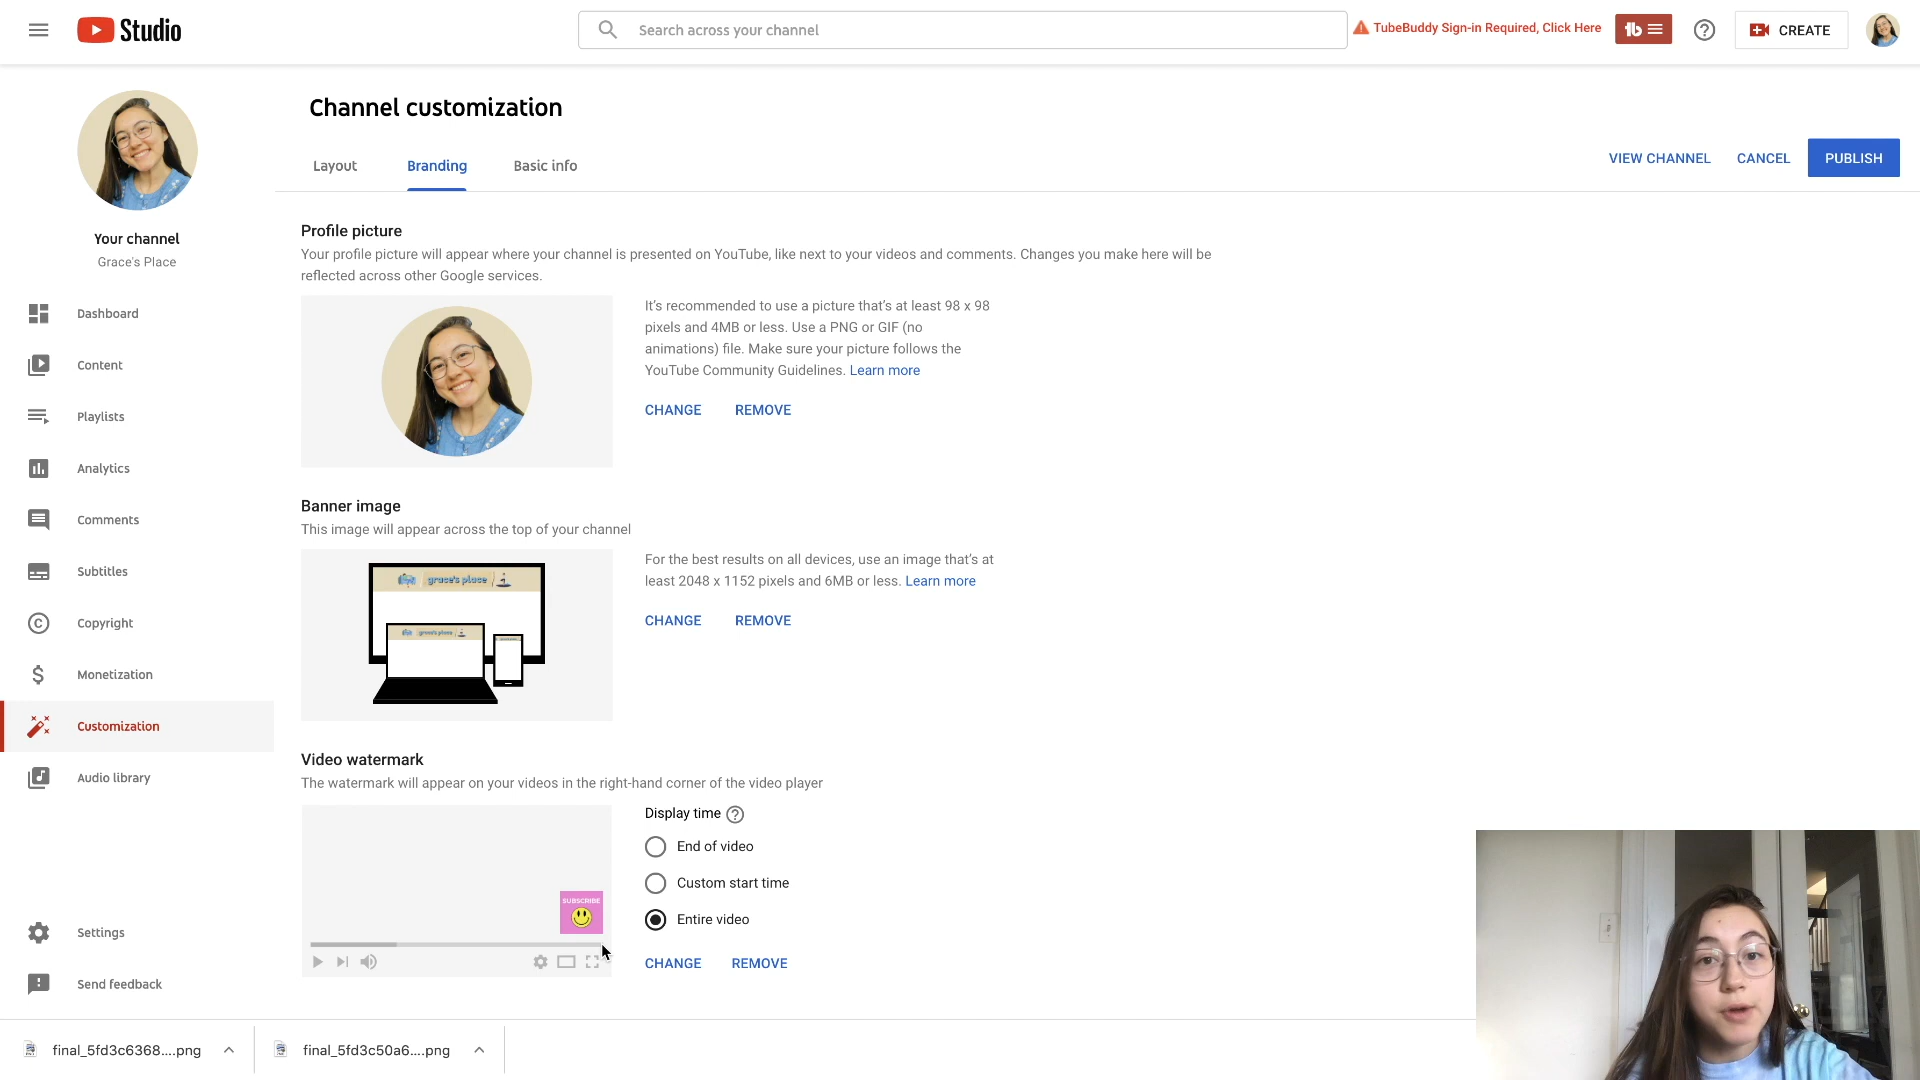 Studio
Search across your channel
TubeBuddy Sign-in Required, Click Here
tb
CREATE
Channel customization
Layout
Branding
Basic info
VIEW CHANNEL
CANCEL
PUBLISH
Your channel
Grace's Place
Dashboard
Content
Playlists
Analytics
Comments
Subtitles
Copyright
Monetization
Customization
Audio library
Settings
Send feedback
Profile picture
Your profile picture will appear where your channel is presented on YouTube, like next to your videos and comments. Changes you make here will be
reflected across other Google services.
It's recommended to use a picture that's at least 98 x 98
pixels and 4MB or less. Use a PNG or GIF (no
animations) file. Make sure your picture follows the
YouTube Community Guidelines. Learn more
CHANGE
REMOVE
Banner image
This image will appear across the top of your channel
grace's place
grace's place
For the best results on all devices, use an image that's at
least 2048 x 1152 pixels and 6MB or less. Learn more
CHANGE
REMOVE
Video watermark
The watermark will appear on your videos in the right-hand corner of the video player
SUBSCRIBE
Display time
End of video
Custom start time
Entire video
CHANGE
REMOVE
final_5fd3c6368....png
final_5fd3c50a6....png